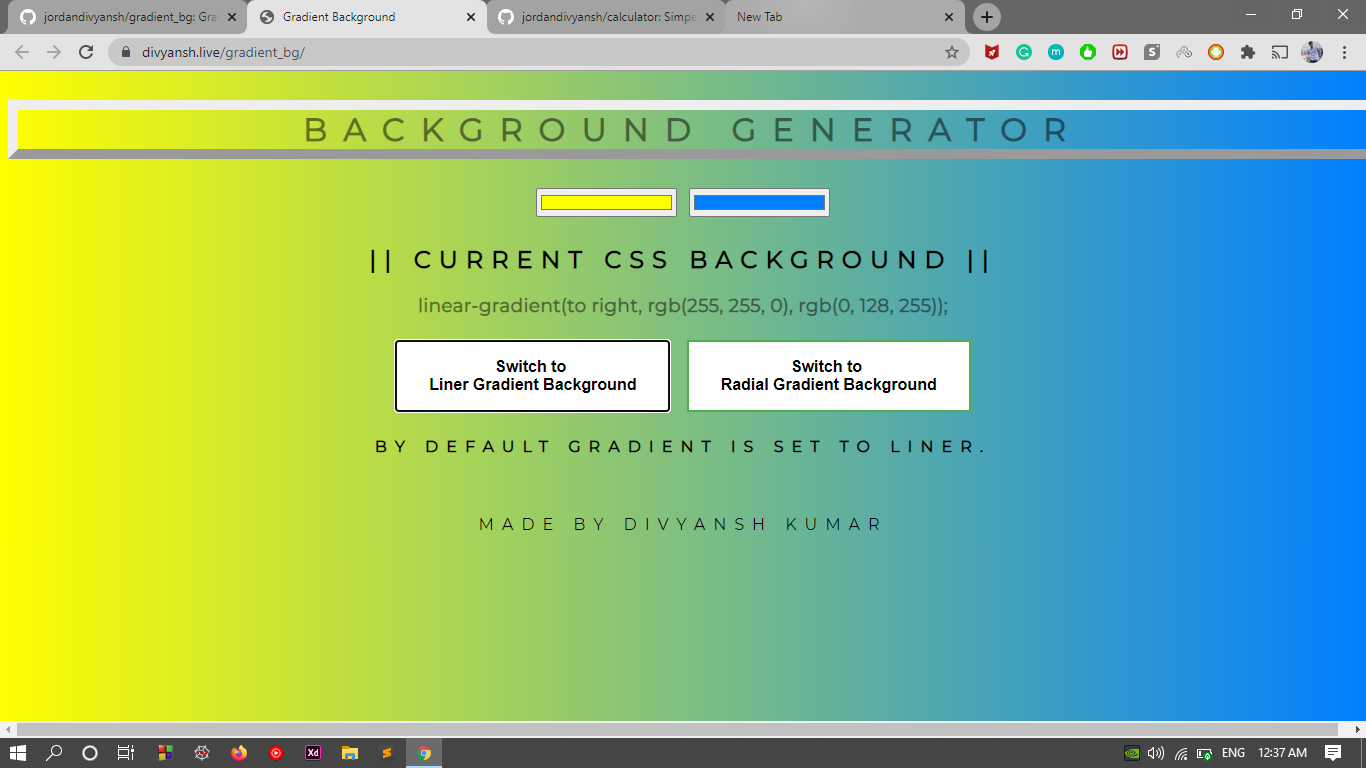 jordandivyansh/gradient_bg: Gra
Gradient Background
jordandivyansh/calculator: Simpe
New Tab
divyansh.live/gradient_bg/
BACKGROUND GENERATOR
|| CURRENT CSS BACKGROUND ||
linear-gradient(to right, rgb(255, 255, 0), rgb(0, 128, 255));
Switch to
Liner Gradient Background
Switch to
Radial Gradient Background
BY DEFAULT GRADIENT IS SET TO LINER.
MADE BY DIVYANSH KUMAR
Xd
ENG
12:37 AM